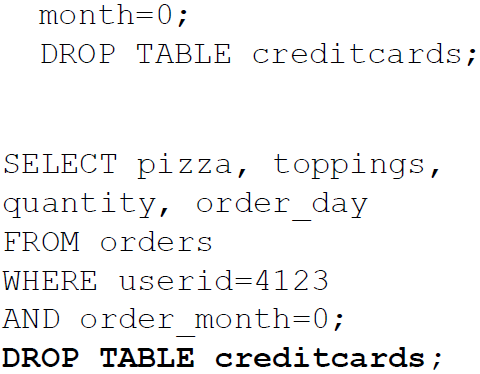 month=0;
DROP TABLE creditcards;
SELECT pizza, toppings,
quantity, order_day
FROM orders
WHERE userid=4123
AND order_month=0;
DROP TABLE creditcards;